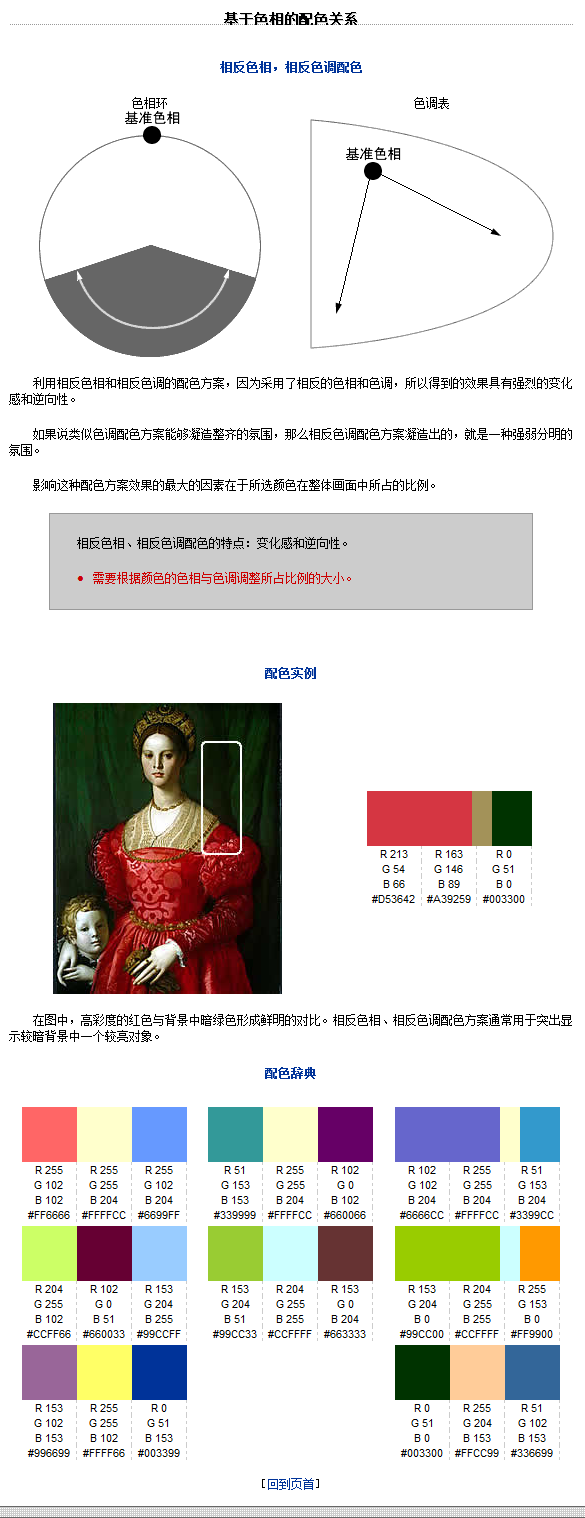 基于色相的配色关系
相反色相，相反色调配色
色相环
基准色相
色调表
基准色相
利用相反色相和相反色调的配色方案，因为采用了相反的色相和色调，所以得到的效果具有强烈的变化
感和逆向性。
如果说类似色调配色方案能够凝造整齐的氛围，那么相反色调配色方案凝造出的，就是一种强弱分明的
氛围。
影响这种配色方案效果的最大的因素在于所选颜色在整体画面中所占的比例。
相反色相、相反色调配色的特点：变化感和逆向性。
● 需要根据颜色的色相与色调调整所占比例的大小。
配色实例
R 213 R 163 R 0
G 54 G 146 G 51
B 66 B 89 B 0
#D53642 #A39259 #003300
在图中，高彩度的红色与背景中暗绿色形成鲜明的对比。相反色相、相反色调配色方案通常用于突出显
示较暗背景中一个较亮对象。
配色辞典
R 255 R 255 R 255 R 51 R 255 R 102 R 102 R 255 R 51
G 102 G 255 G 102 G 153 G 255 G 0 G 102 G 255 G 153
B 102 B 204 B 204 B 153 B 204 B 102 B 204 B 204 B 204
#FF6666 #FFFFCC #6699FF #339999 #FFFFCC #660066 #6666CC #FFFFCC #3399CC
R 204 R 102 R 153 R 153 R 204 R 153 R 153 R 204 R 255
G 255 G 0 G 204 G 204 G 255 G 0 G 204 G 255 G 153
B 102 B 51 B 255 B 51 B 255 B 204 B 0 B 255 B 0
#CCFF66 #660033 #99CCFF #99CC33 #CCFFFF #663333 #99CC00 #CCFFFF #FF9900
R 153 R 255 R 0 R 0 R 255 R 51
G 102 G 255 G 51 G 51 G 204 G 102
B 153 B 102 B 153 B 0 B 153 B 153
#996699 #FFFF66 #003399 #003300 #FFCC99 #336699
[回到页首]